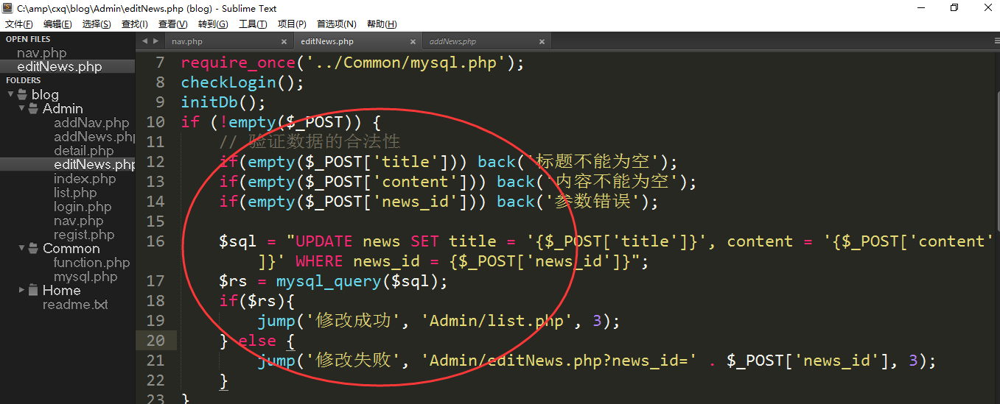 C:\amp\cxq\blog\Admin\editNews.php (blog) - Sublime Text
文件(F) 编辑(E) 选择(S) 查找(I) 查看(V) 转到(G) 工具(T) 项目(P) 首选项(N) 帮助(H)
OPEN FILES
nav.php
editNews.php
FOLDERS
blog
Admin
addNav.php
addNews.php
detail.php
editNews.php
index.php
list.php
login.php
nav.php
regist.php
Common
function.php
mysql.php
Home
readme.txt
nav.php editNews.php addNews.php
7 require_once('../Common/mysql.php');
8 checkLogin();
9 initDb();
10 if (!empty($_POST)) {
11 // 验证数据的合法性
12 if(empty($_POST['title'])) back('标题不能为空');
13 if(empty($_POST['content'])) back('内容不能为空');
14 if(empty($_POST['news_id'])) back('参数错误');
15
16 $sql = "UPDATE news SET title = '{$_POST['title']}', content = '{$_POST['content'
]}' WHERE news_id = {$_POST['news_id']}";
17 $rs = mysql_query($sql);
18 if($rs){
19 jump('修改成功', 'Admin/list.php', 3);
20 } else {
21 jump('修改失败', 'Admin/editNews.php?news_id=' . $_POST['news_id'], 3);
22 }
23 }